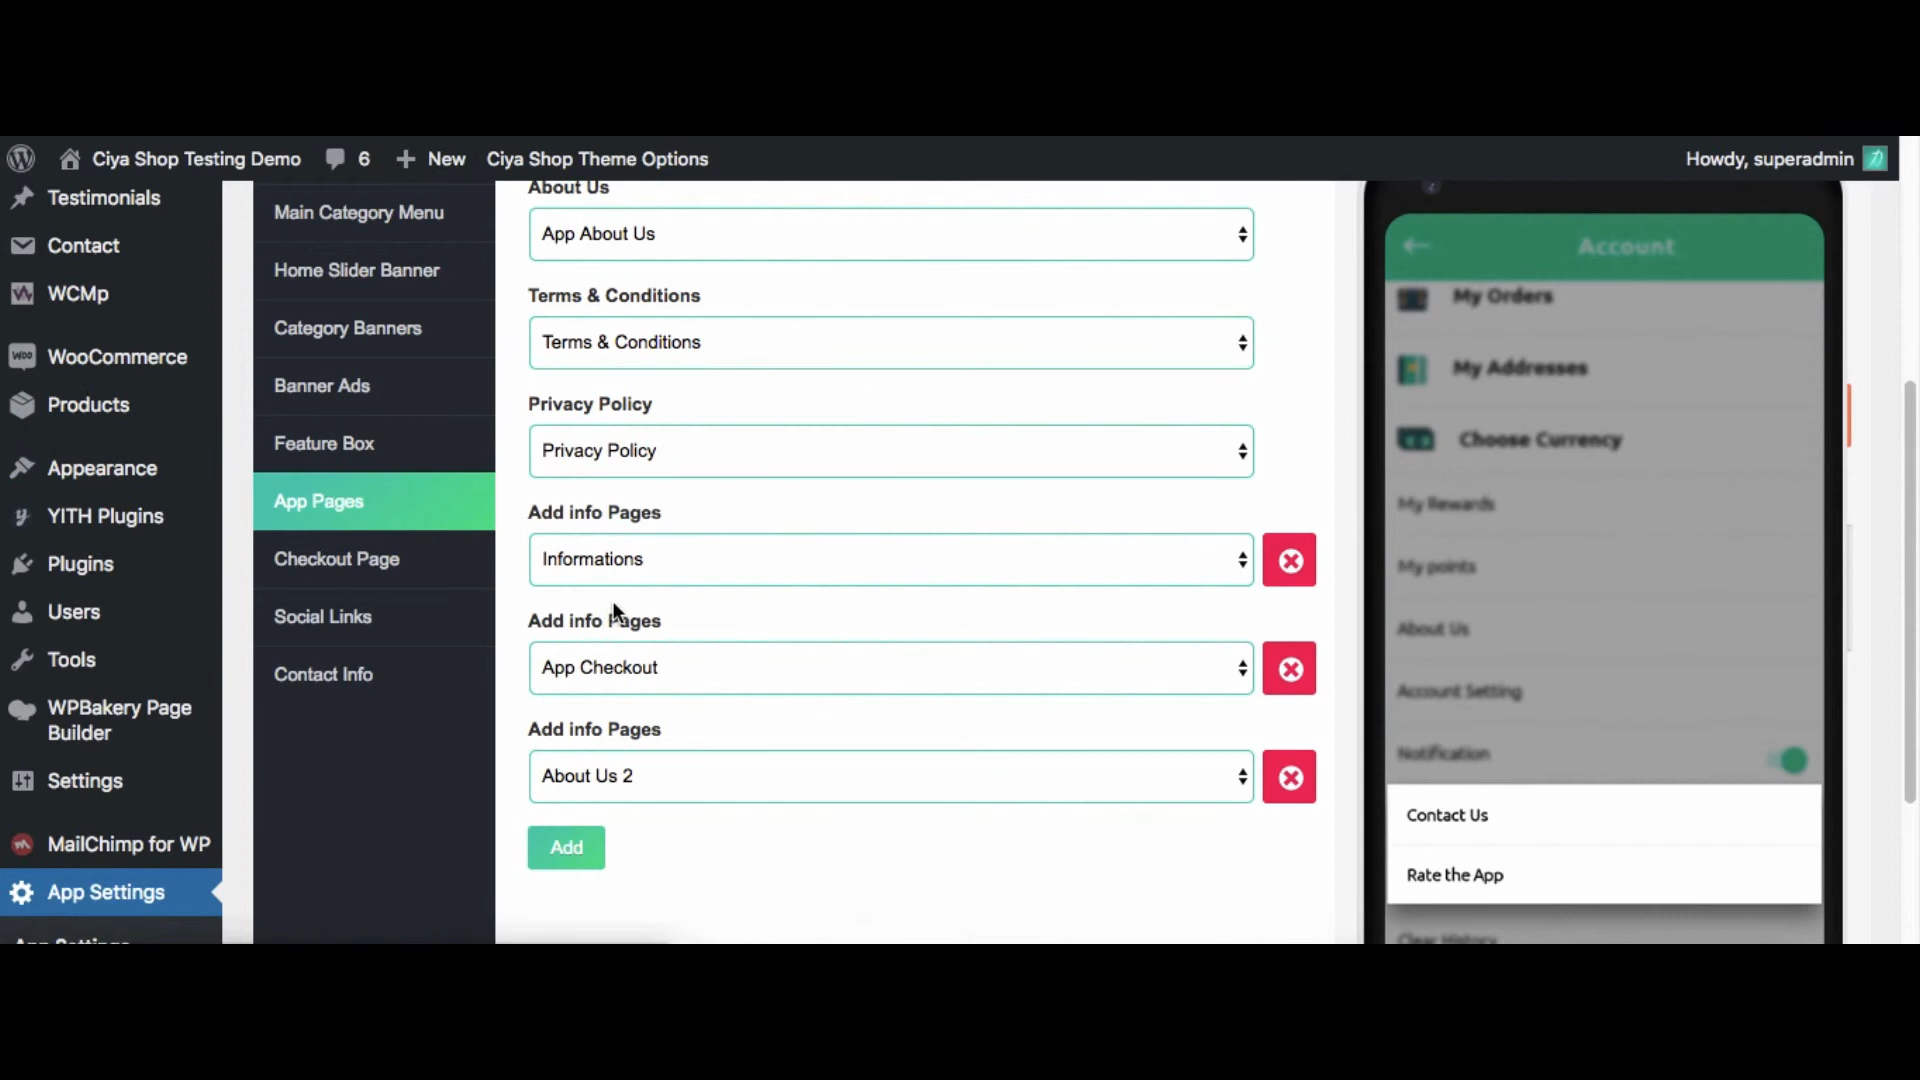 Ciya Shop Testing Demo 6 New Ciya Shop Theme Options Howdy, superadmin
Testimonials
Contact
WCMp
WooCommerce
Products
Appearance
YITH Plugins
Plugins
Users
Tools
WPBakery Page
Builder
Settings
MailChimp for WP
App Settings
App Settings
Main Category Menu
Home Slider Banner
Category Banners
Banner Ads
Feature Box
App Pages
Checkout Page
Social Links
Contact Info
About Us
App About Us
Terms & Conditions
Terms & Conditions
Privacy Policy
Privacy Policy
Add info Pages
Informations
Add info Pages
App Checkout
Add info Pages
About Us 2
Add
Account
My Orders
My Addresses
Choose Currency
My Rewards
My points
About Us
Account Setting
Notification
Contact Us
Rate the App
Clear History